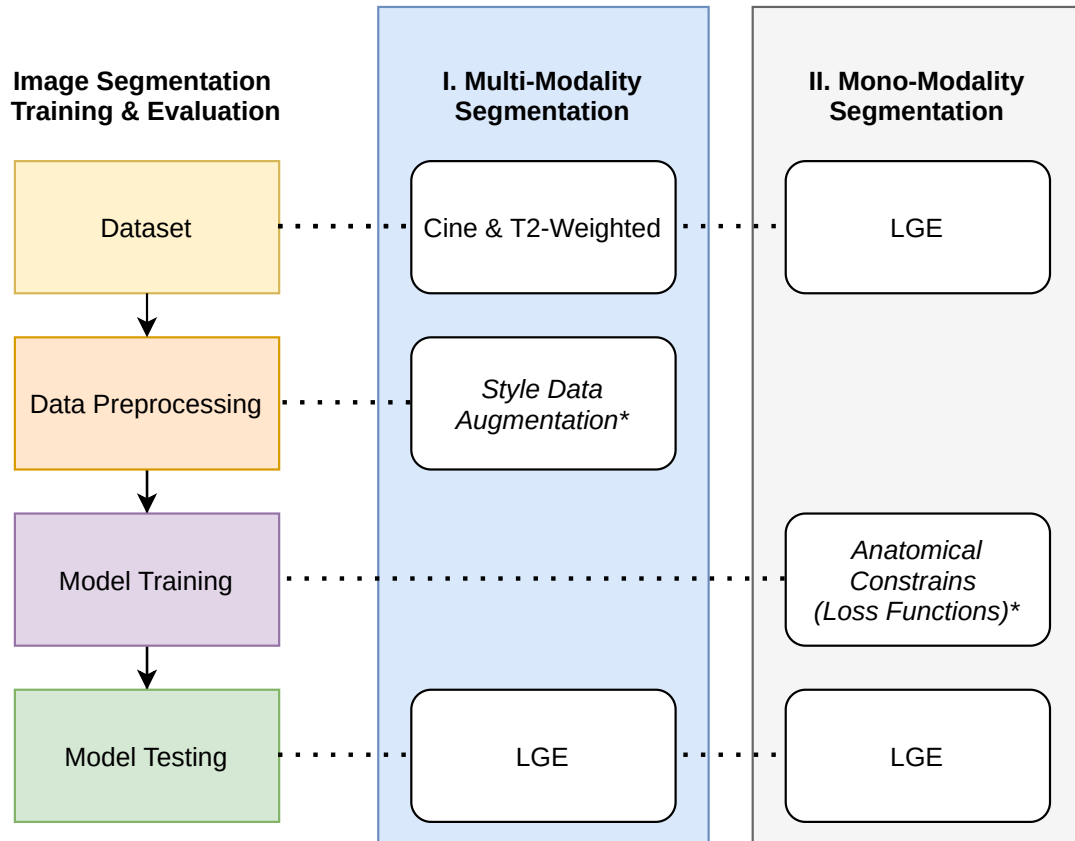 Image Segmentation
Training & Evaluation
I. Multi-Modality
Segmentation
II. Mono-Modality
Segmentation
Dataset
Cine & T2-Weighted
LGE
Data Preprocessing
Style Data
Augmentation*
Model Training
Anatomical
Constrains
(Loss Functions)*
Model Testing
LGE
LGE